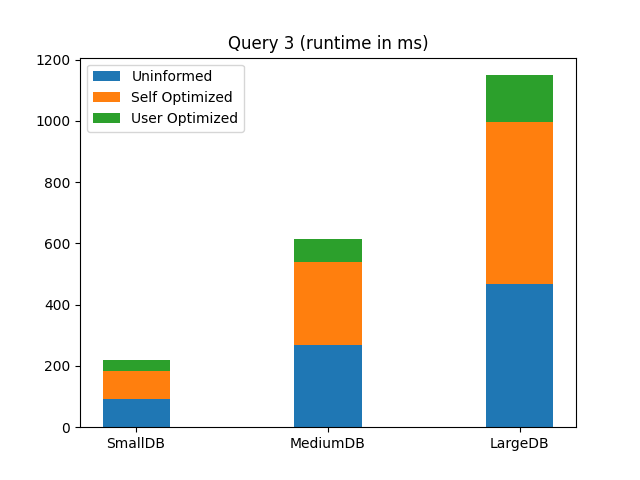 Query 3 (runtime in ms)
1200
1000
800
600
400
200
0
Uninformed
Self Optimized
User Optimized
SmallDB
MediumDB
LargeDB